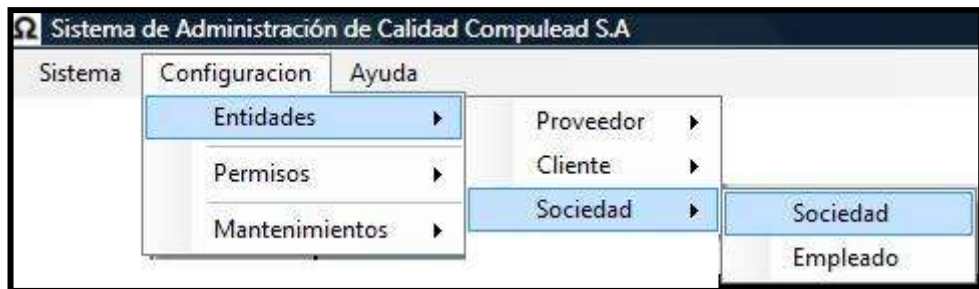 Ω Sistema de Administración de Calidad Compulead S.A
Sistema Configuracion Ayuda
Entidades
Proveedor
Permisos
Cliente
Mantenimientos
Sociedad
Sociedad
Empleado